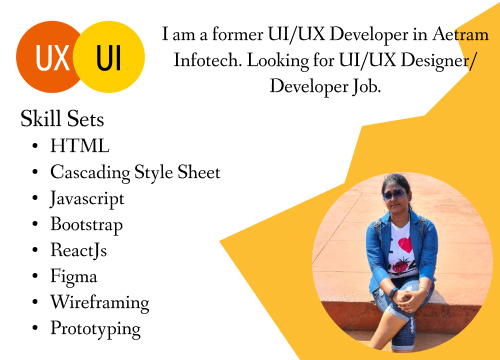 UX UI
I am a former UI/UX Developer in Aetram
Infotech. Looking for UI/UX Designer/
Developer Job.
Skill Sets
• HTML
• Cascading Style Sheet
• Javascript
• Bootstrap
• ReactJs
• Figma
• Wireframing
• Prototyping